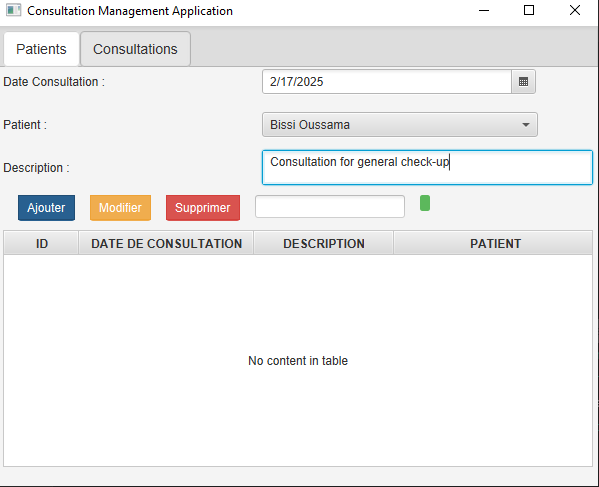 Consultation Management Application
Patients Consultations
Date Consultation : 2/17/2025
Patient : Bissi Oussama
Description : Consultation for general check-up
Ajouter Modifier Supprimer
ID DATE DE CONSULTATION DESCRIPTION PATIENT
No content in table